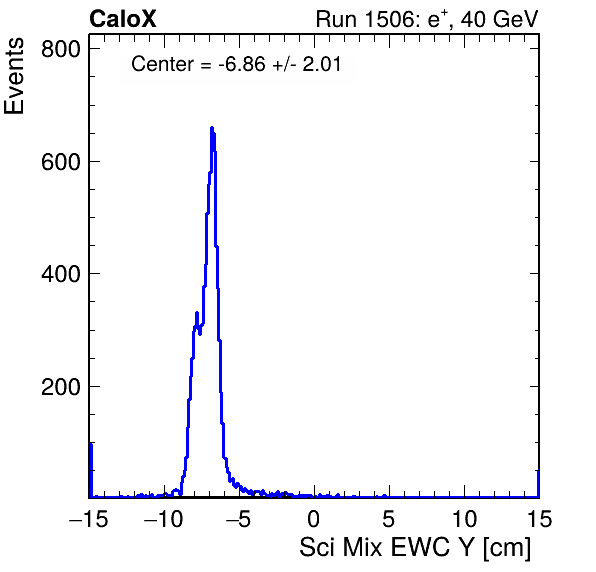 CaloX Run 1506: e⁺, 40 GeV
Center = -6.86 +/- 2.01
Events
800
600
400
200
−15 −10 −5 0 5 10 15
Sci Mix EWC Y [cm]